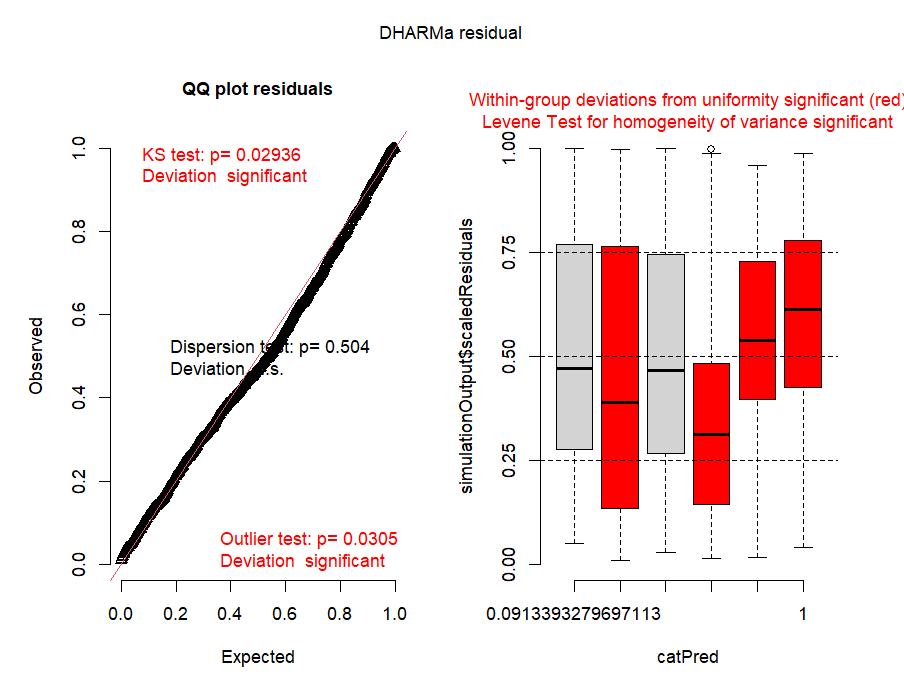 DHARMa residual
QQ plot residuals
KS test: p= 0.02936
Deviation significant
Dispersion test: p= 0.504
Deviation n.s.
Outlier test: p= 0.0305
Deviation significant
Observed
0.0 0.2 0.4 0.6 0.8 1.0
0.0 0.2 0.4 0.6 0.8 1.0
Expected
Within-group deviations from uniformity significant (red)
Levene Test for homogeneity of variance significant
simulationOutput$scaledResiduals
0.00 0.25 0.50 0.75 1.00
0.0913393279697113 1
catPred